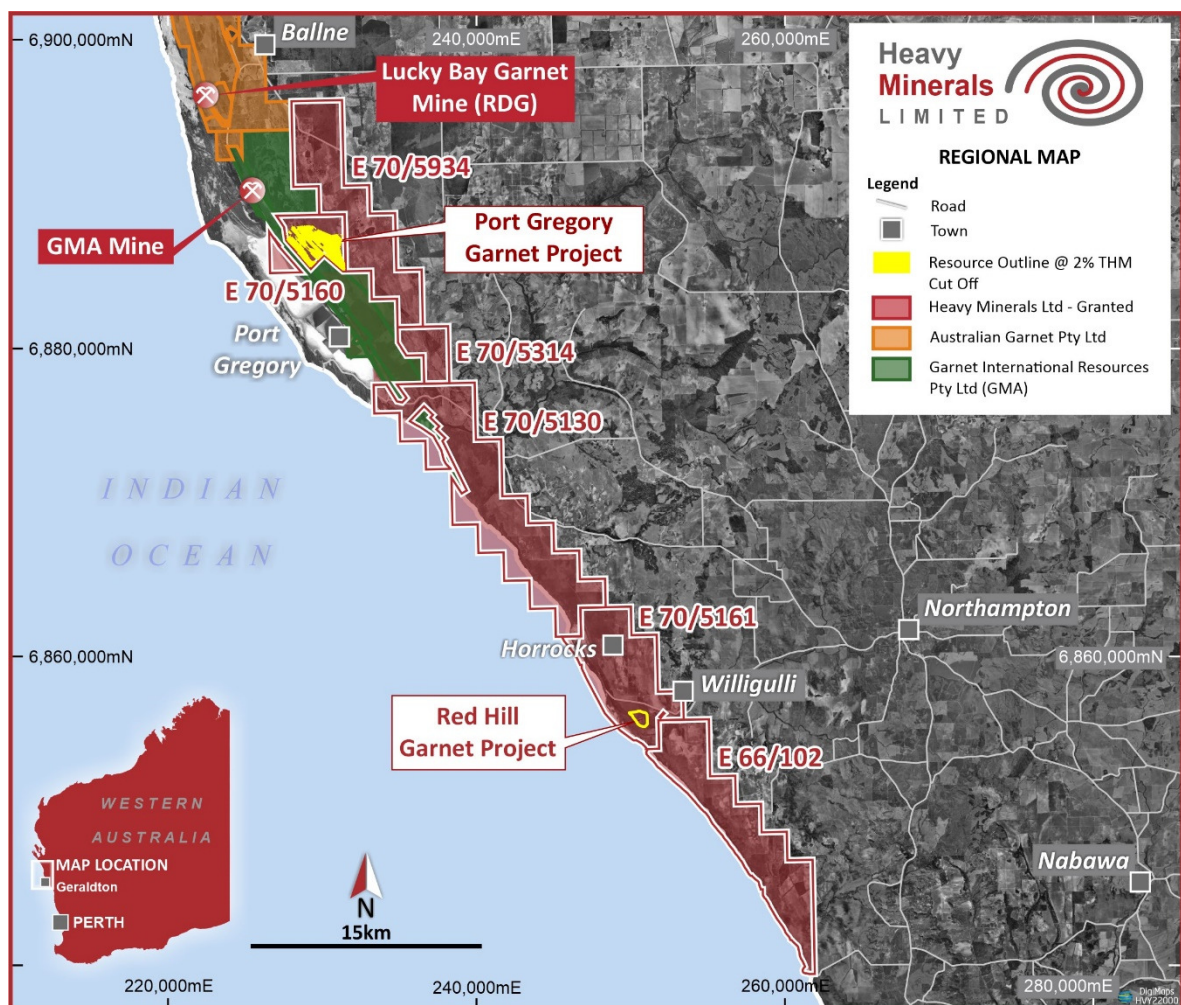 6,900,000mN
Ballne
240,000mE
260,000mE
Lucky Bay Garnet
Mine (RDG)
E 70/5934
GMA Mine
Port Gregory
Garnet Project
E 70/5160
Port
Gregory
6,880,000mN
E 70/5314
E 70/5130
INDIAN
OCEAN
E 70/5161
Horrocks
Northampton
6,860,000mN
6,860,000mN
Willigulli
Red Hill
Garnet Project
E 66/102
Nabawa
Heavy
Minerals
LIMITED
REGIONAL MAP
Legend
Road
Town
Resource Outline @ 2% THM
Cut Off
Heavy Minerals Ltd - Granted
Australian Garnet Pty Ltd
Garnet International Resources
Pty Ltd (GMA)
WESTERN
AUSTRALIA
MAP LOCATION
Geraldton
PERTH
N
15km
220,000mE
240,000mE
260,000mE
280,000mE
DigiMaps
HVY22000